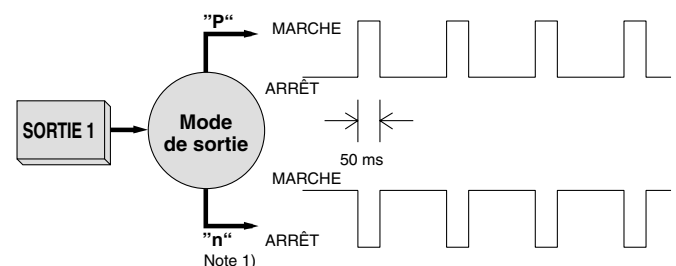 ”P“
MARCHE
ARRÊT
SORTIE 1
Mode
de sortie
50 ms
MARCHE
”n“
ARRÊT
Note 1)